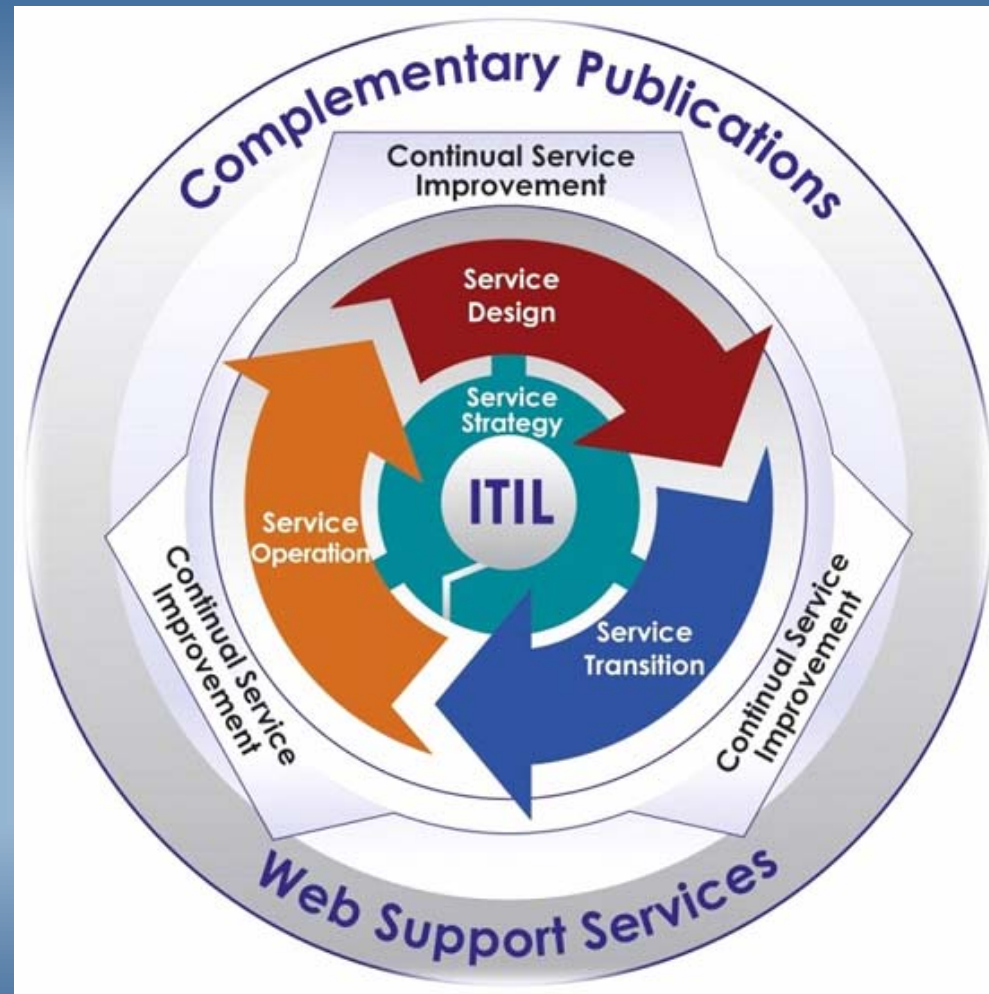 Complementary Publications
Continual Service
Improvement
Service
Design
Service
Strategy
ITIL
Service
Operation
Service
Transition
Continual Service
Improvement
Continual Service
Improvement
Web Support Services